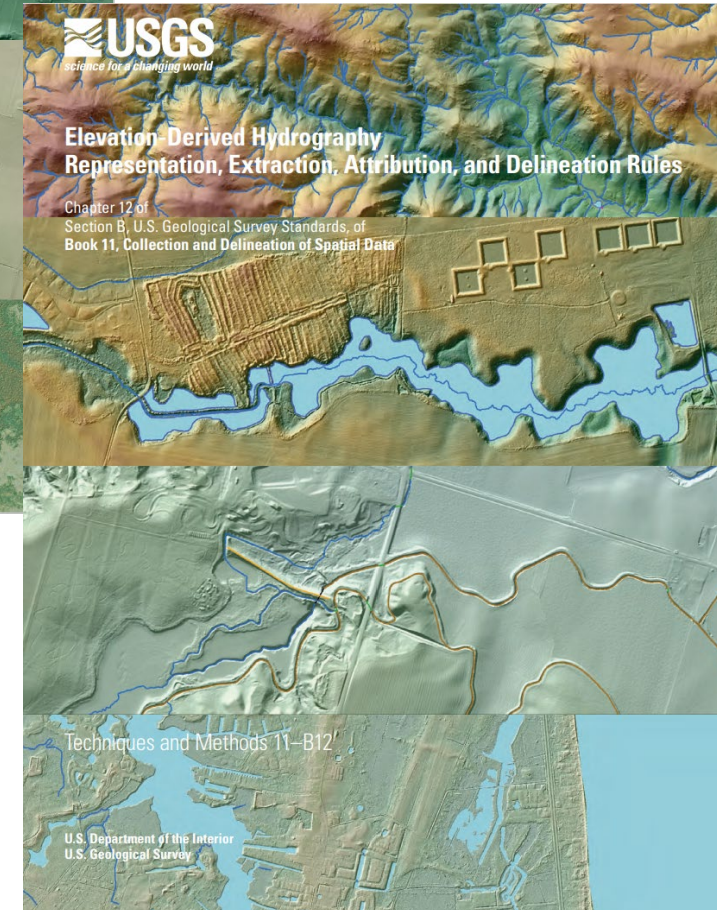 USGS
science for a changing world
Elevation-Derived Hydrography
Representation, Extraction, Attribution, and Delineation Rules
Chapter 12 of
Section B, U.S. Geological Survey Standards, of
Book 11, Collection and Delineation of Spatial Data
Techniques and Methods 11–B12
U.S. Department of the Interior
U.S. Geological Survey